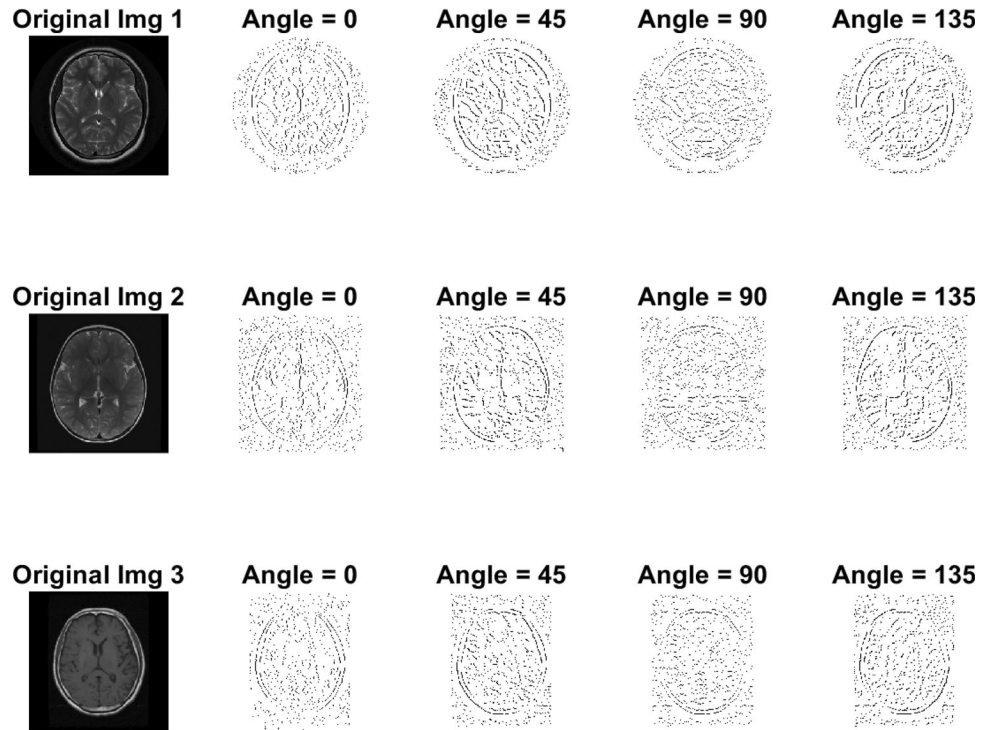 Original Img 1 Angle = 0 Angle = 45 Angle = 90 Angle = 135
Original Img 2 Angle = 0 Angle = 45 Angle = 90 Angle = 135
Original Img 3 Angle = 0 Angle = 45 Angle = 90 Angle = 135